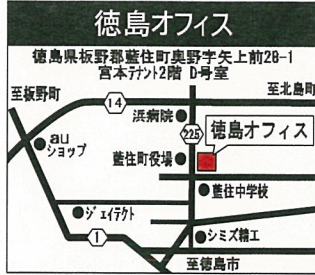 徳島オフィス
徳島県板野郡藍住町奥野字矢上前28-1
宮本テナント2階 D号室
至板野町
14
至北島町
浜病院
225
徳島オフィス
au
ショップ
藍住町役場
藍住中学校
ジェイテクト
1
シミズ精工
至徳島市